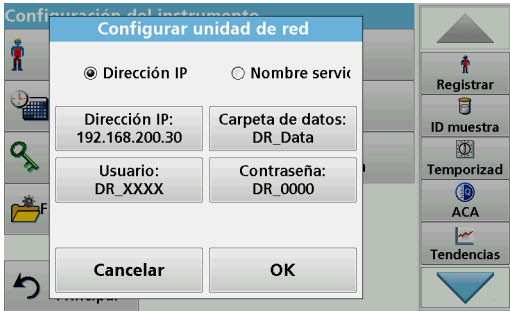 Configuración del instrumento
Configurar unidad de red
Dirección IP
Nombre servic
Dirección IP:
192.168.200.30
Carpeta de datos:
DR_Data
Usuario:
DR_XXXX
Contraseña:
DR_0000
Cancelar
OK
F
Principal
Registrar
ID muestra
Temporizad
ACA
Tendencias